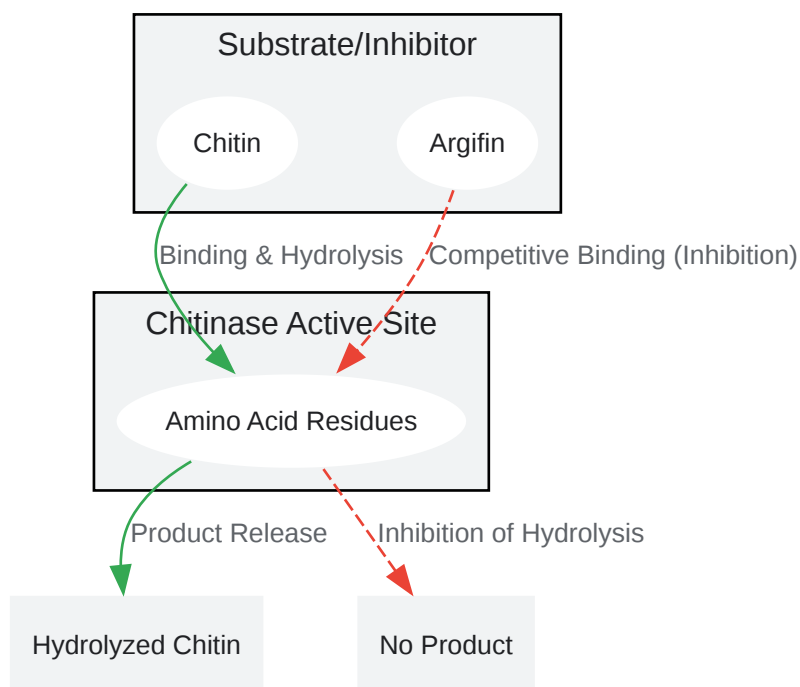 Substrate/Inhibitor
Chitin
Argifin
Binding & Hydrolysis
Competitive Binding (Inhibition)
Chitinase Active Site
Amino Acid Residues
Product Release
Inhibition of Hydrolysis
Hydrolyzed Chitin
No Product